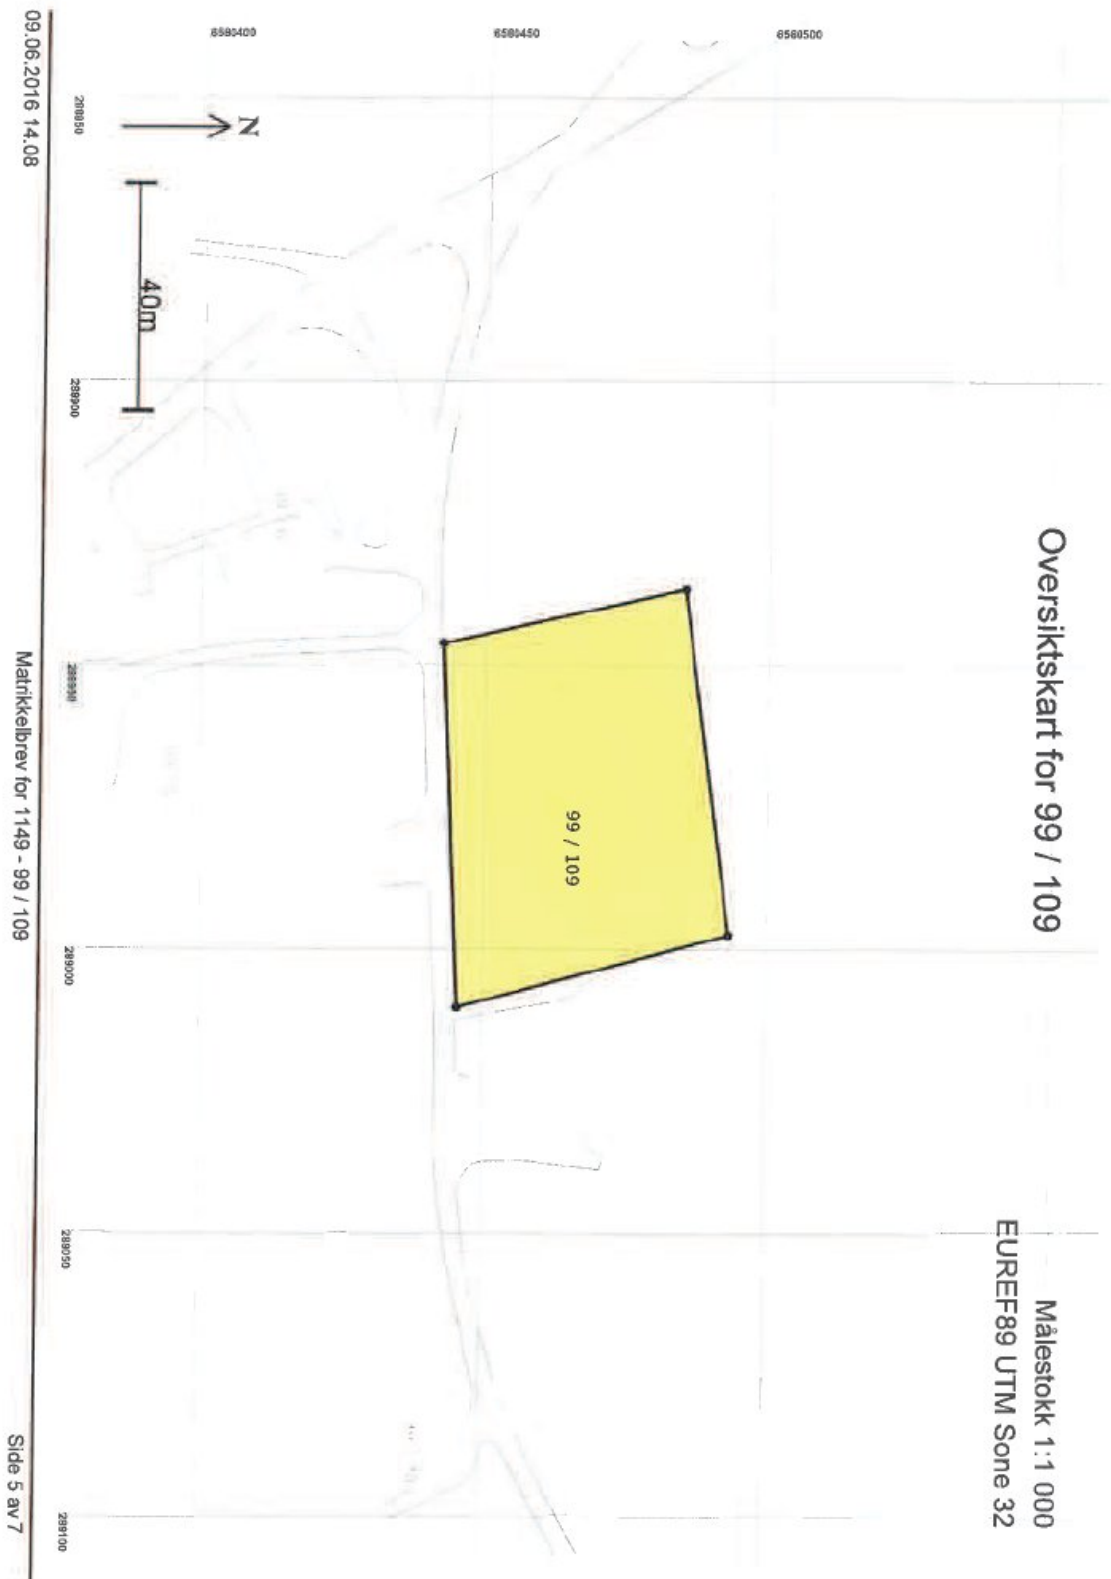 Oversiktskart for 99 / 109
Målestokk 1:1 000
EUREF89 UTM Sone 32
6580400
6580450
6580500
N
40m
99 / 109
288850
288900
288950
289000
289050
289100
09.06.2016 14.08
Matrikkelbrev for 1149 - 99 / 109
Side 5 av 7